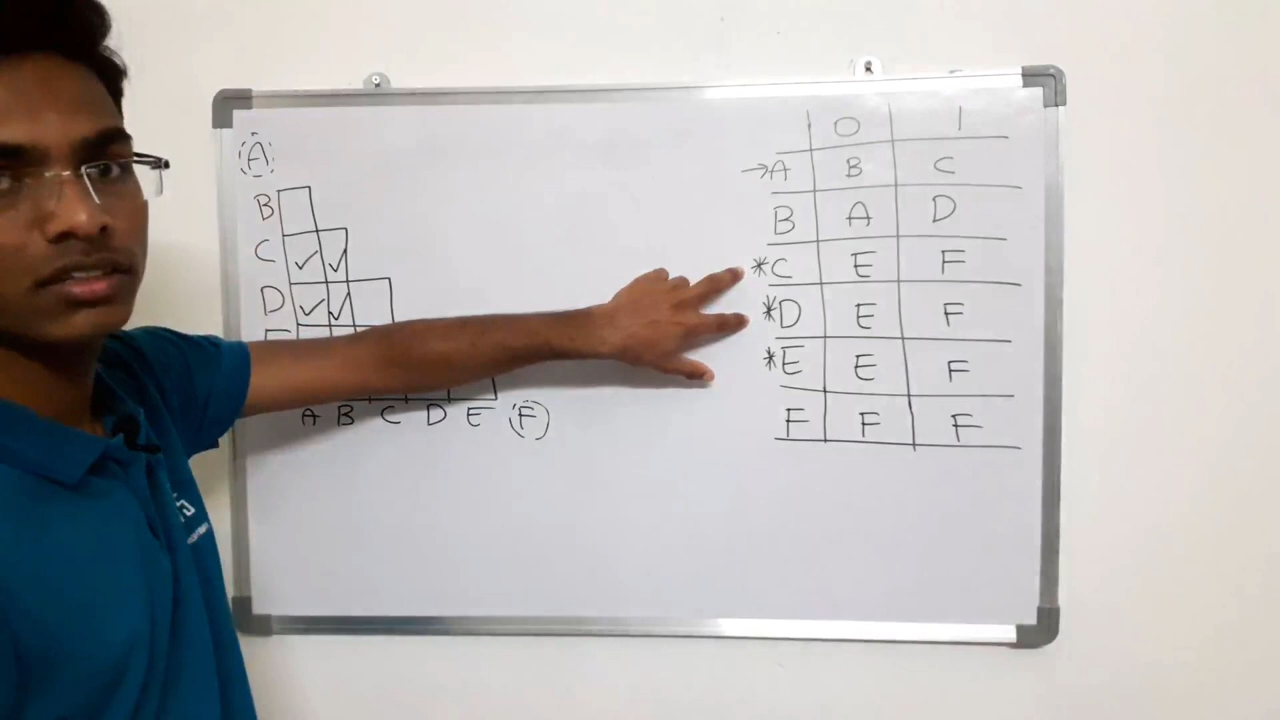 (A)
B
C ✓ ✓
D ✓ ✓
A B C D E (F)
0 1
→A B C
B A D
*C E F
*D E F
*E E F
F F F